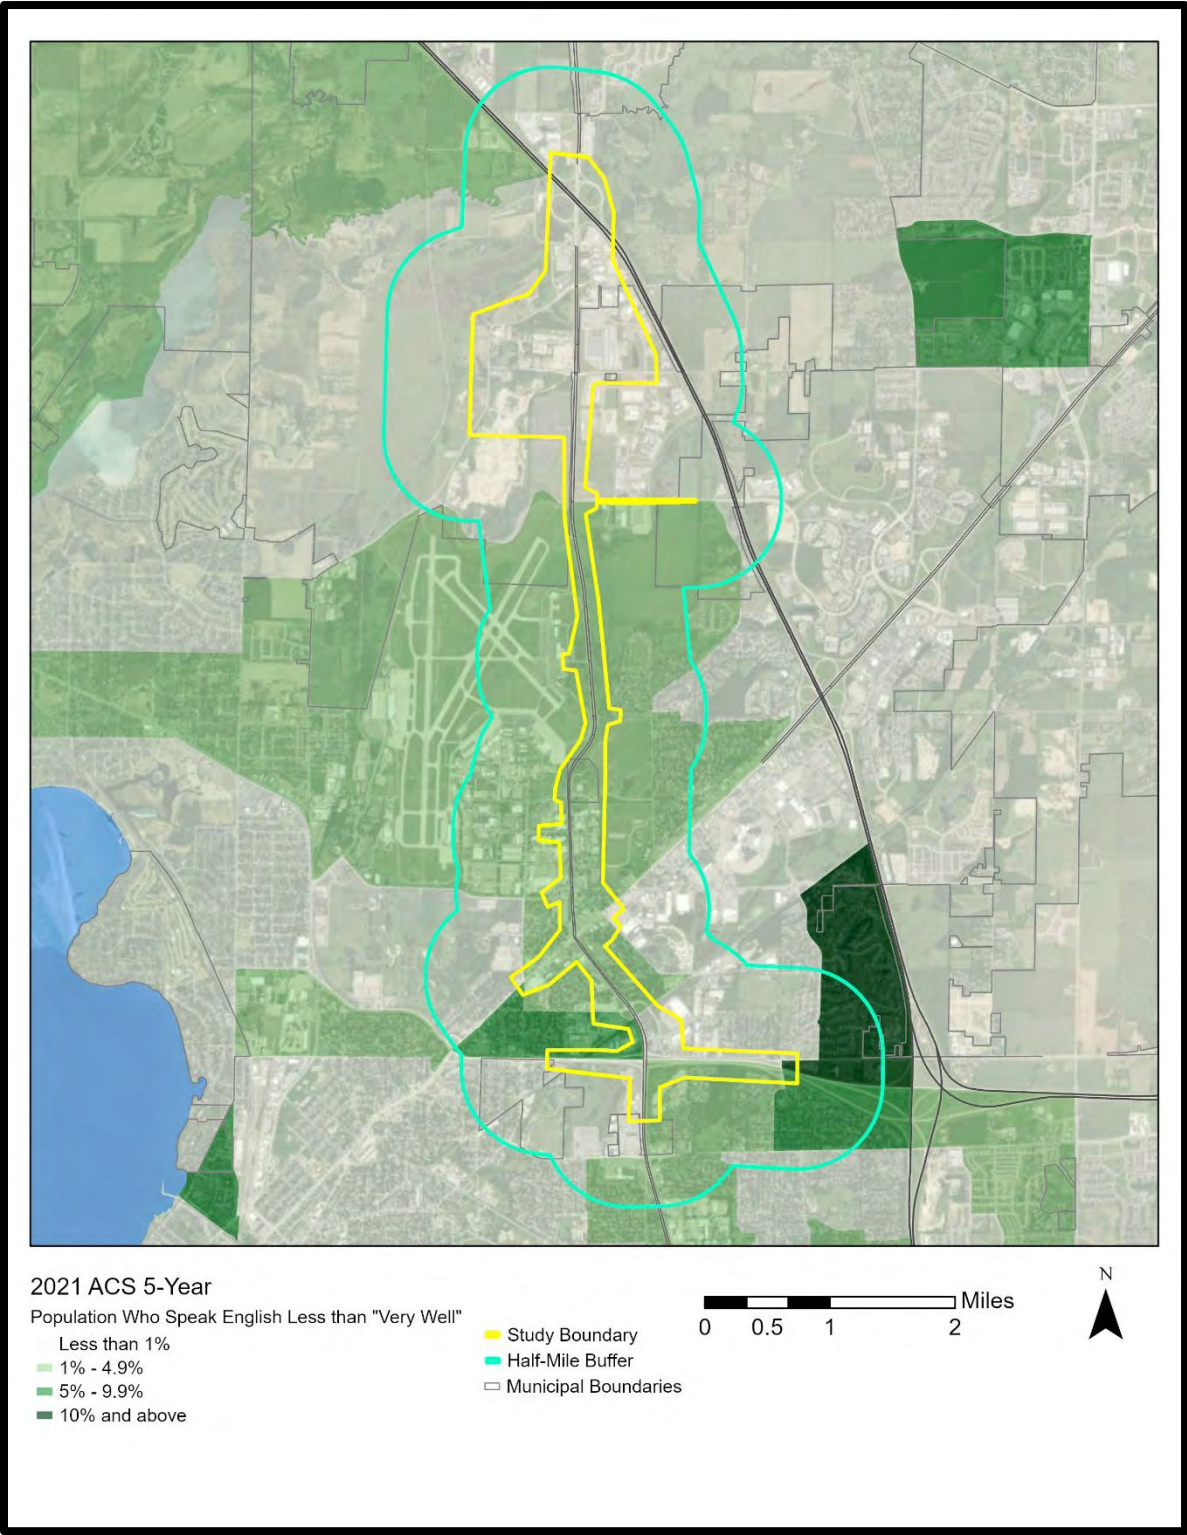 2021 ACS 5-Year
Population Who Speak English Less than "Very Well"
Less than 1%
1% - 4.9%
5% - 9.9%
10% and above
Study Boundary
Half-Mile Buffer
Municipal Boundaries
Miles
0 0.5 1 2
N